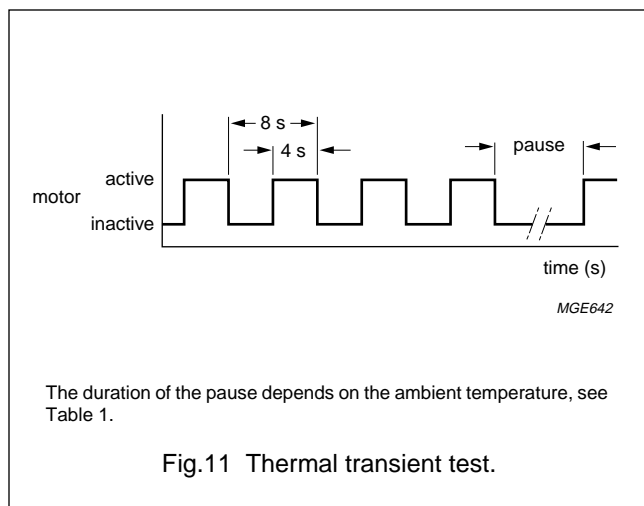 8 s
4 s
pause
active
motor
inactive
time (s)
MGE642
The duration of the pause depends on the ambient temperature, see
Table 1.
Fig.11 Thermal transient test.